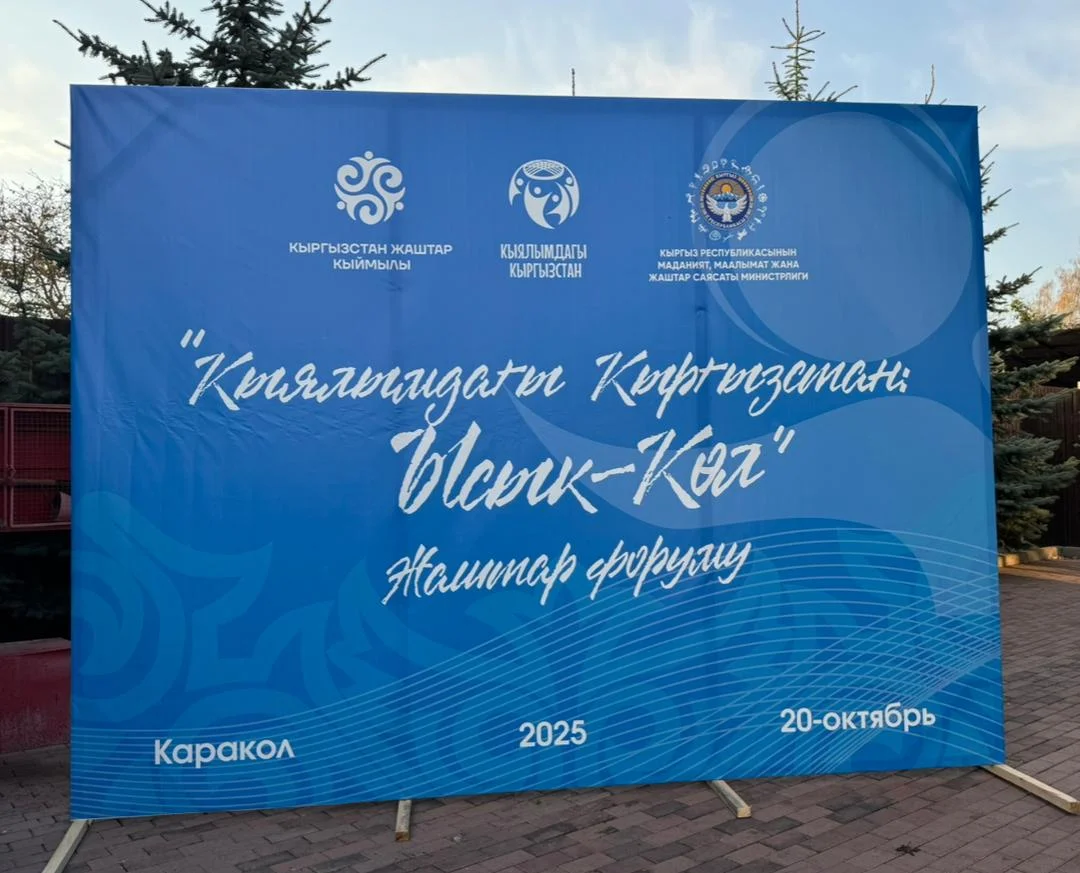 КЫРГЫЗСТАН ЖАШТАР
КЫЙМЫЛЫ
КЫЯЛЫМДАГЫ
КЫРГЫЗСТАН
КЫРГЫЗ РЕСПУБЛИКАСЫНЫН
МАДАНИЯТ, МААЛЫМАТ ЖАНА
ЖАШТАР САЯСАТЫ МИНИСТРЛИГИ
"Кыялымдагы Кыргызстан:
Ысык-Көл"
Жаштар форуму
Каракол
2025
20-октябрь